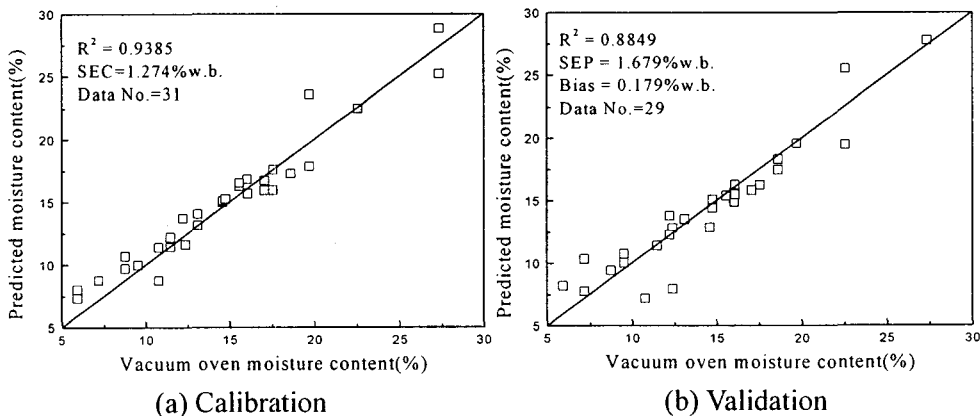 Predicted moisture content(%)
30
25
20
15
10
5
R² = 0.9385
SEC=1.274%w.b.
Data No.=31
5 10 15 20 25 30
Vacuum oven moisture content(%)
(a) Calibration
Predicted moisture content(%)
30
25
20
15
10
5
R² = 0.8849
SEP = 1.679%w.b.
Bias = 0.179%w.b.
Data No.=29
5 10 15 20 25 30
Vacuum oven moisture content(%)
(b) Validation